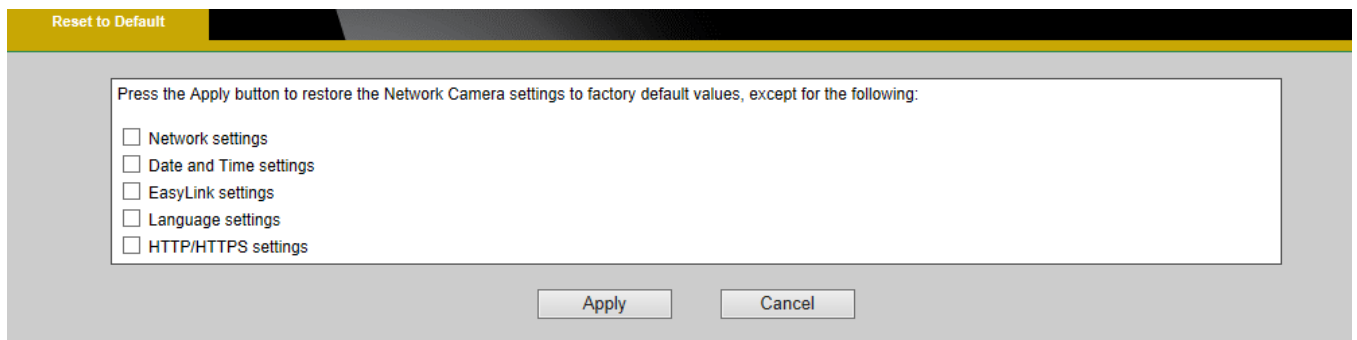 Reset to Default
Press the Apply button to restore the Network Camera settings to factory default values, except for the following:
Network settings
Date and Time settings
EasyLink settings
Language settings
HTTP/HTTPS settings
Apply Cancel